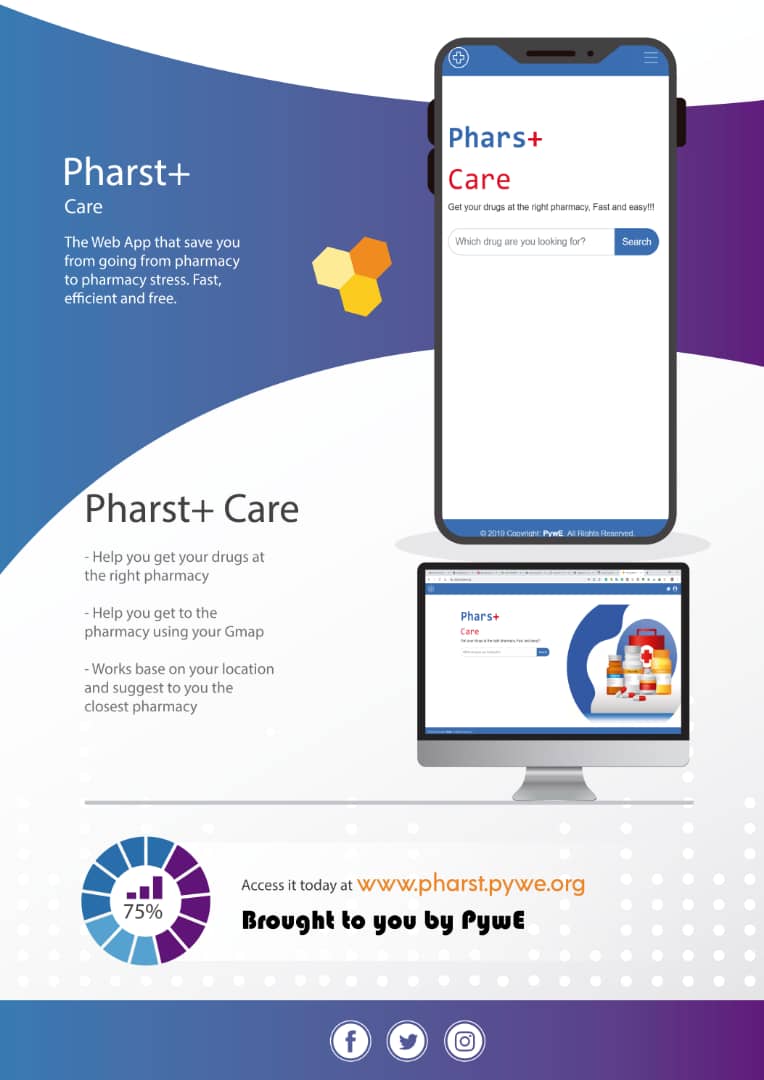 Pharst+
Care
The Web App that save you
from going from pharmacy
to pharmacy stress. Fast,
efficient and free.
Phars+
Care
Get your drugs at the right pharmacy, Fast and easy!!!
Which drug are you looking for?
Search
© 2019 Copyright: PywE. All Rights Reserved.
Pharst+ Care
- Help you get your drugs at
the right pharmacy
- Help you get to the
pharmacy using your Gmap
- Works base on your location
and suggest to you the
closest pharmacy
Phars+
Care
75%
Access it today at www.pharst.pywe.org
Brought to you by PywE